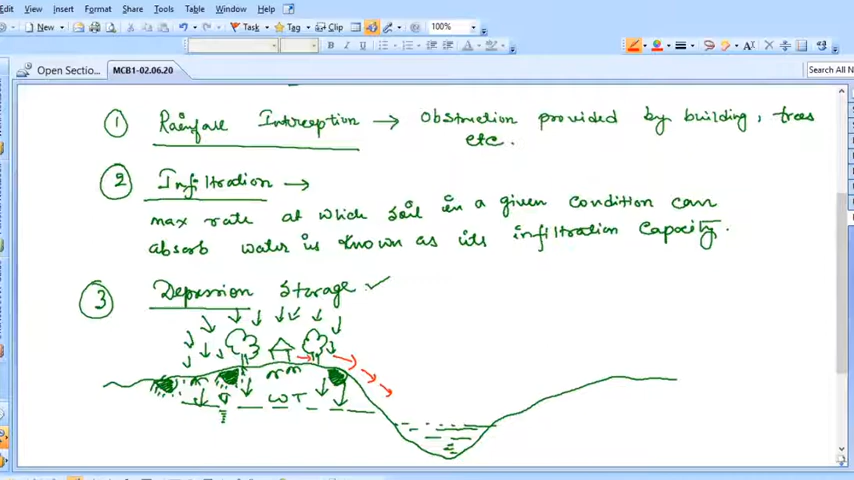 Edit View Insert Format Share Tools Table Window Help
New Task Tag Clip 100%
B I U A
Open Sectio... MCB1-02.06.20 Search All N
① Rainfall Interception → Obstruction provided by building, trees
etc.
② Infiltration →
max rate at which soil in a given condition can
absorb water is known as its infiltration Capacity.
③ Depression Storage ✓
WT